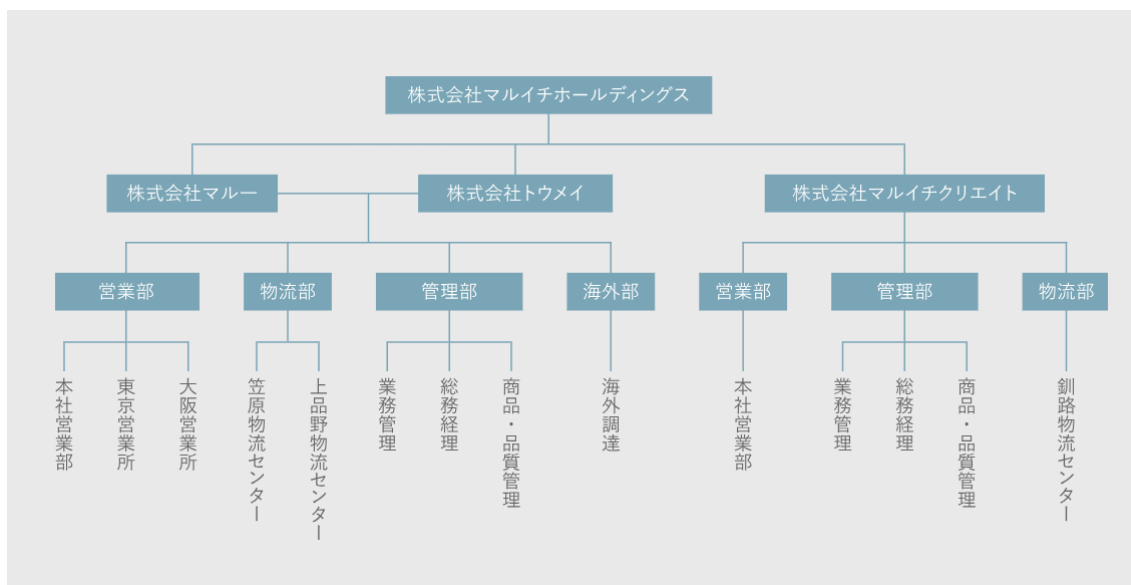 株式会社マルイチホールディングス
株式会社マルー
株式会社トウメイ
株式会社マルイチクリエイト
営業部
物流部
管理部
海外部
営業部
管理部
物流部
本社営業部
東京営業所
大阪営業所
笠原物流センター
上品野物流センター
業務管理
総務経理
商品・品質管理
海外調達
本社営業部
業務管理
総務経理
商品・品質管理
釧路物流センター